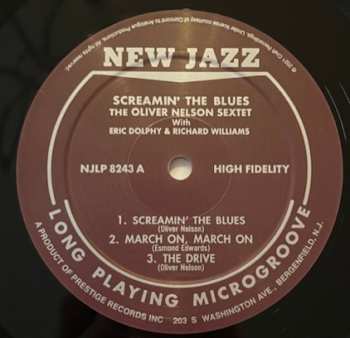 NEW JAZZ
SCREAMIN' THE BLUES
THE OLIVER NELSON SEXTET
With
ERIC DOLPHY & RICHARD WILLIAMS
NJLP 8243 A
HIGH FIDELITY
1. SCREAMIN' THE BLUES
(Oliver Nelson)
2. MARCH ON, MARCH ON
(Esmond Edwards)
3. THE DRIVE
(Oliver Nelson)
LONG PLAYING MICROGROOVE
A PRODUCT OF PRESTIGE RECORDS INC 203 S WASHINGTON AVE., BERGENFIELD, N.J.